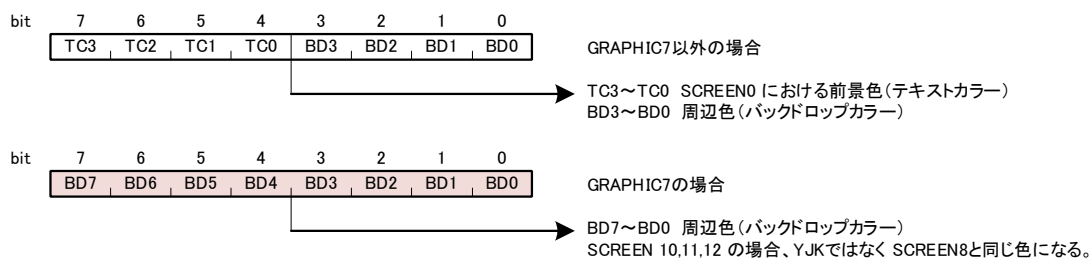 bit 7 6 5 4 3 2 1 0
TC3 TC2 TC1 TC0 BD3 BD2 BD1 BD0 GRAPHIC7以外の場合
TC3～TC0 SCREEN0 における前景色(テキストカラー)
BD3～BD0 周辺色(バックドロップカラー)
bit 7 6 5 4 3 2 1 0
BD7 BD6 BD5 BD4 BD3 BD2 BD1 BD0 GRAPHIC7の場合
BD7～BD0 周辺色(バックドロップカラー)
SCREEN 10,11,12 の場合、YJKではなく SCREEN8と同じ色になる。